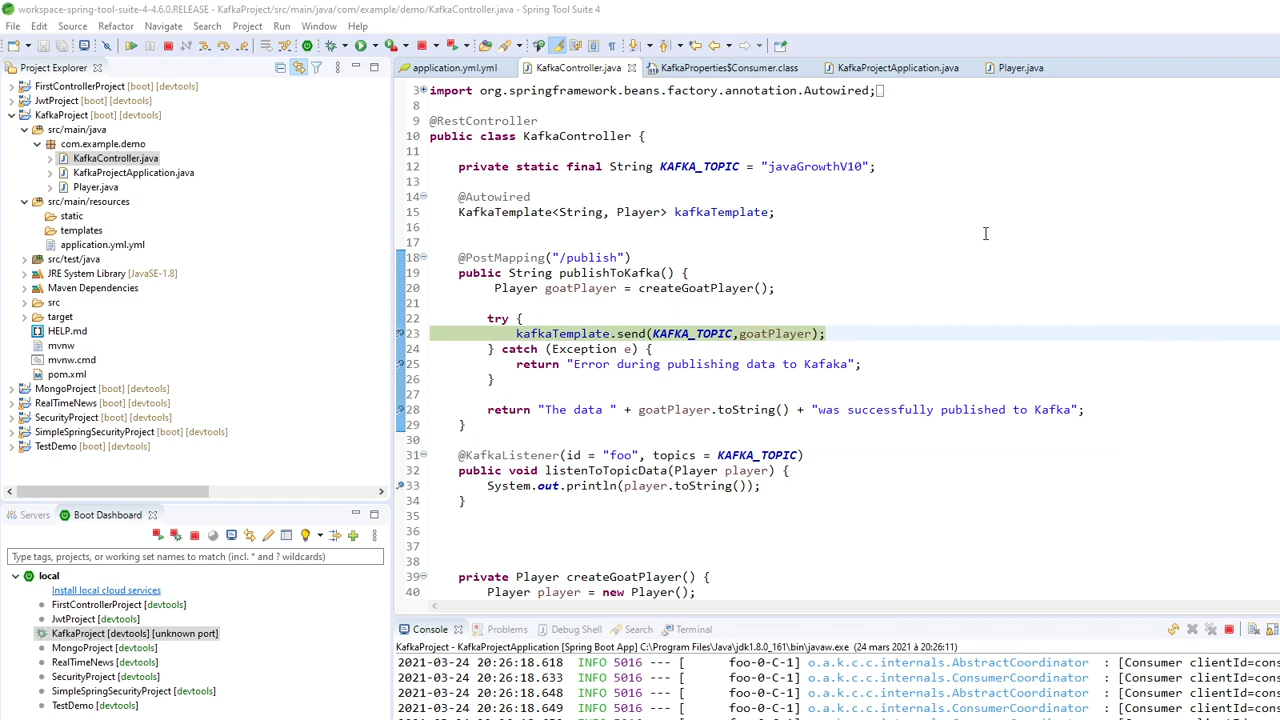 workspace-spring-tool-suite-4-4.6.0.RELEASE - KafkaProject/src/main/java/com/example/demo/KafkaController.java - Spring Tool Suite 4
File Edit Source Refactor Navigate Search Project Run Window Help
Project Explorer
FirstControllerProject [boot] [devtools]
JwtProject [boot] [devtools]
KafkaProject [boot] [devtools]
src/main/java
com.example.demo
KafkaController.java
KafkaProjectApplication.java
Player.java
src/main/resources
static
templates
application.yml.yml
src/test/java
JRE System Library [JavaSE-1.8]
Maven Dependencies
src
target
HELP.md
mvnw
mvnw.cmd
pom.xml
MongoProject [boot] [devtools]
RealTimeNews [boot] [devtools]
SecurityProject [boot] [devtools]
SimpleSpringSecurityProject [boot] [devtools]
TestDemo [boot] [devtools]
Servers Boot Dashboard
Type tags, projects, or working set names to match (incl. * and ? wildcards)
local
Install local cloud services
FirstControllerProject [devtools]
JwtProject [devtools]
KafkaProject [devtools] [unknown port]
MongoProject [devtools]
RealTimeNews [devtools]
SecurityProject [devtools]
SimpleSpringSecurityProject [devtools]
TestDemo [devtools]
application.yml.yml KafkaController.java KafkaProperties$Consumer.class KafkaProjectApplication.java Player.java
3 import org.springframework.beans.factory.annotation.Autowired;
8
9 @RestController
10 public class KafkaController {
11
12 private static final String KAFKA_TOPIC = "javaGrowthV10";
13
14 @Autowired
15 KafkaTemplate<String, Player> kafkaTemplate;
16
17
18 @PostMapping("/publish")
19 public String publishToKafka() {
20 Player goatPlayer = createGoatPlayer();
21
22 try {
23 kafkaTemplate.send(KAFKA_TOPIC,goatPlayer);
24 } catch (Exception e) {
25 return "Error during publishing data to Kafaka";
26 }
27
28 return "The data " + goatPlayer.toString() + "was successfully published to Kafka";
29 }
30
31 @KafkaListener(id = "foo", topics = KAFKA_TOPIC)
32 public void listenToTopicData(Player player) {
33 System.out.println(player.toString());
34 }
35
36
37
38
39 private Player createGoatPlayer() {
40 Player player = new Player();
Console Problems Debug Shell Search Terminal
KafkaProject - KafkaProjectApplication [Spring Boot App] C:\Program Files\Java\jdk1.8.0_161\bin\javaw.exe (24 mars 2021 à 20:26:11)
2021-03-24 20:26:18.618 INFO 5016 --- [ foo-0-C-1] o.a.k.c.c.internals.AbstractCoordinator : [Consumer clientId=cons
2021-03-24 20:26:18.633 INFO 5016 --- [ foo-0-C-1] o.a.k.c.c.internals.ConsumerCoordinator : [Consumer clientId=cons
2021-03-24 20:26:18.648 INFO 5016 --- [ foo-0-C-1] o.a.k.c.c.internals.AbstractCoordinator : [Consumer clientId=cons
2021-03-24 20:26:18.649 INFO 5016 --- [ foo-0-C-1] o.a.k.c.c.internals.ConsumerCoordinator : [Consumer clientId=cons